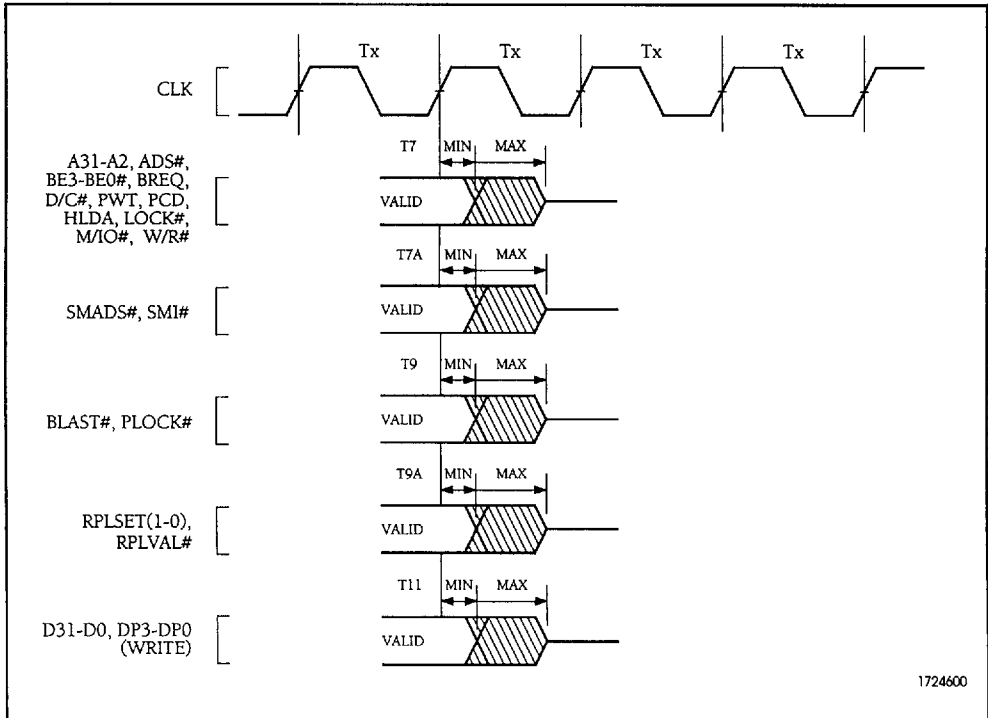 Tx Tx Tx Tx
CLK
T7 MIN MAX
A31-A2, ADS#,
BE3-BE0#, BREQ,
D/C#, PWT, PCD,
HLDA, LOCK#,
M/IO#, W/R#
VALID
T7A MIN MAX
SMADS#, SMI#
VALID
T9 MIN MAX
BLAST#, PLOCK#
VALID
T9A MIN MAX
RPLSET(1-0),
RPLVAL#
VALID
T11 MIN MAX
D31-D0, DP3-DP0
(WRITE)
VALID
1724600